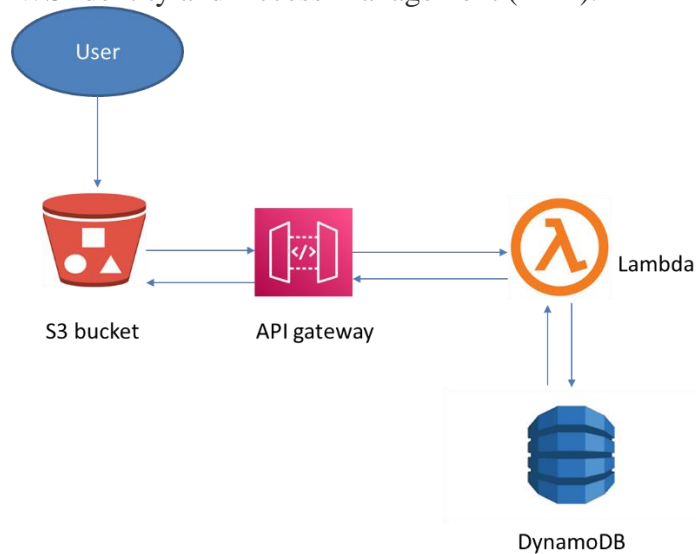 User
S3 bucket
API gateway
</>
Lambda
DynamoDB